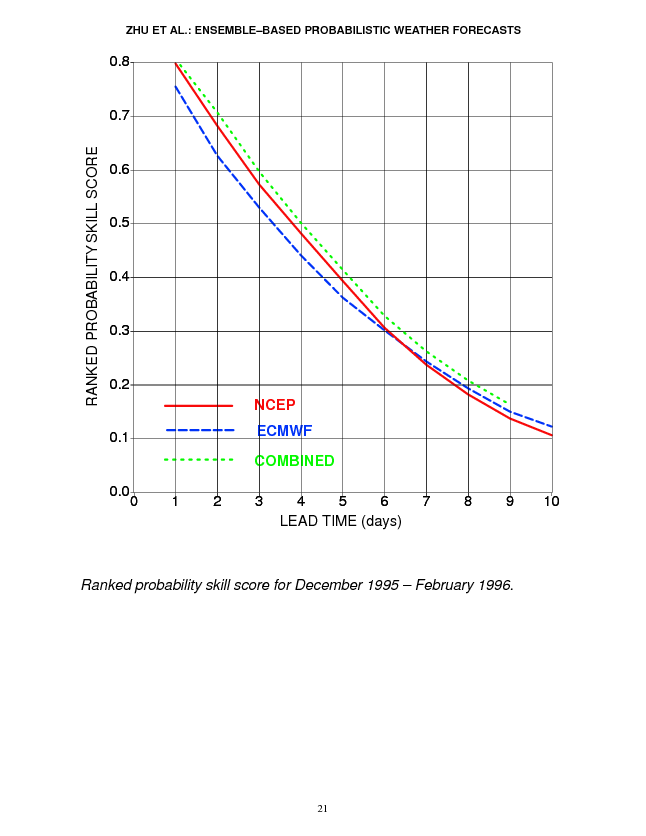 ZHU ET AL.: ENSEMBLE–BASED PROBABILISTIC WEATHER FORECASTS
0.8
0.7
0.6
0.5
0.4
0.3
0.2
0.1
0.0
RANKED PROBABILITY SKILL SCORE
NCEP
ECMWF
COMBINED
0 1 2 3 4 5 6 7 8 9 10
LEAD TIME (days)
Ranked probability skill score for December 1995 – February 1996.
21